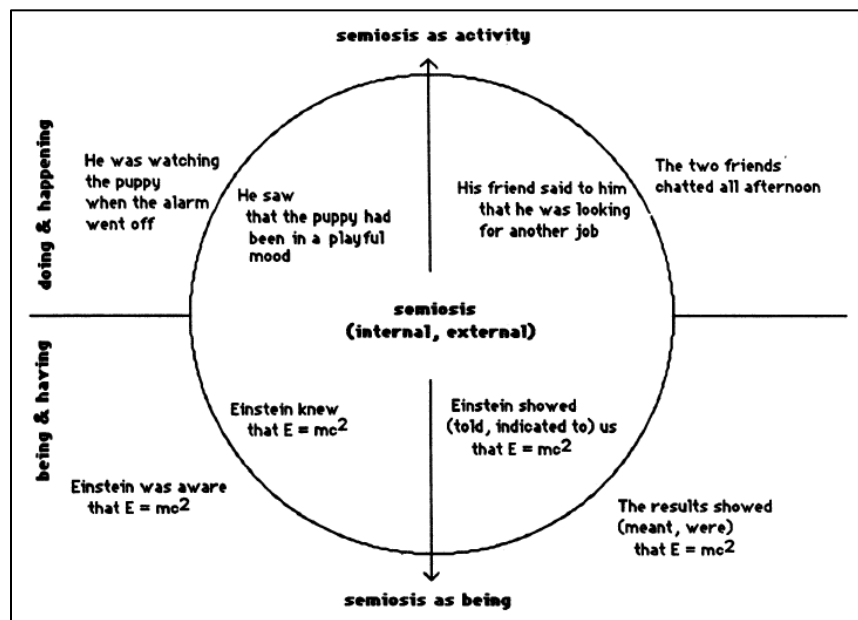 semiosis as activity
doing & happening
He was watching
the puppy
when the alarm
went off
He saw
that the puppy had
been in a playful
mood
His friend said to him
that he was looking
for another job
The two friends
chatted all afternoon
semiosis
(internal, external)
being & having
Einstein knew
that E = mc²
Einstein showed
(told, indicated to) us
that E = mc²
Einstein was aware
that E = mc²
The results showed
(meant, were)
that E = mc²
semiosis as being